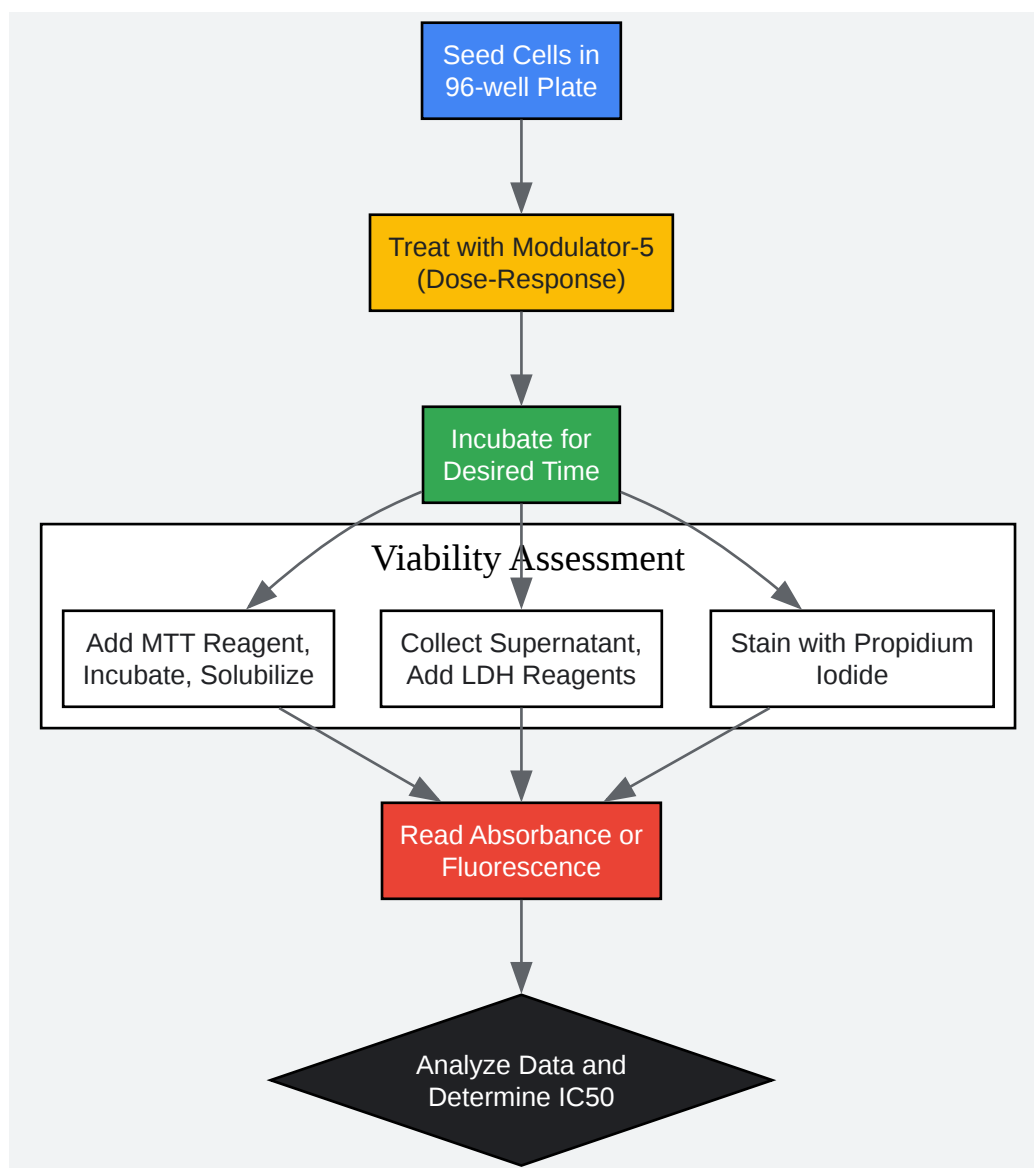 Seed Cells in
96-well Plate
Treat with Modulator-5
(Dose-Response)
Incubate for
Desired Time
Viability Assessment
Add MTT Reagent,
Incubate, Solubilize
Collect Supernatant,
Add LDH Reagents
Stain with Propidium
Iodide
Read Absorbance or
Fluorescence
Analyze Data and
Determine IC50